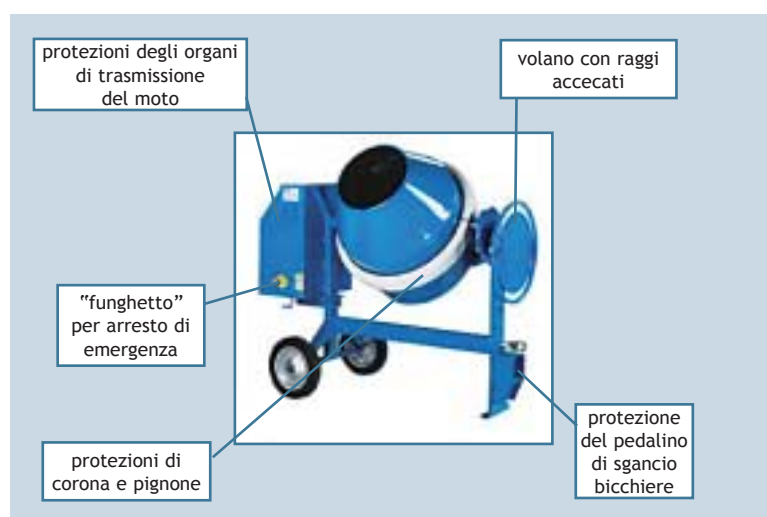 protezioni degli organi
di trasmissione
del moto
volano con raggi
accecati
“funghetto”
per arresto di
emergenza
protezione
del pedalino
di sgancio
bicchiere
protezioni di
corona e pignone